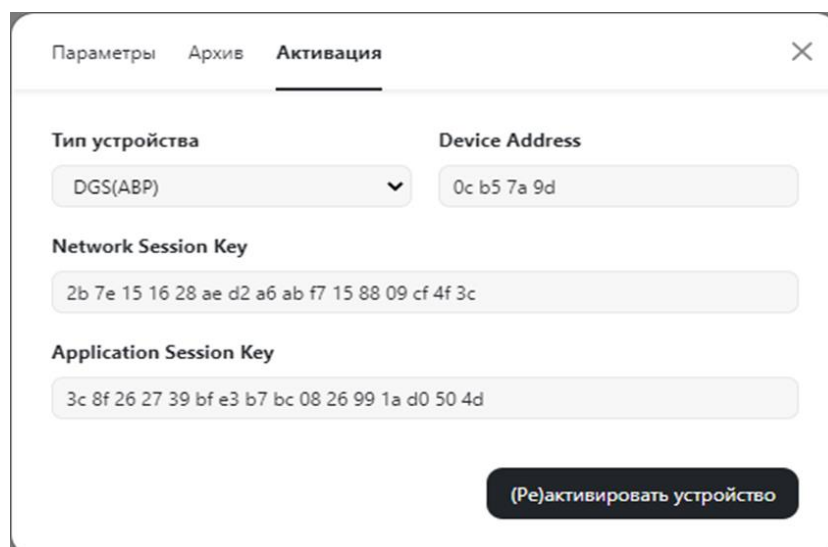 Параметры Архив Активация
Тип устройства Device Address
DGS(ABP) 0c b5 7a 9d
Network Session Key
2b 7e 15 16 28 ae d2 a6 ab f7 15 88 09 cf 4f 3c
Application Session Key
3c 8f 26 27 39 bf e3 b7 bc 08 26 99 1a d0 50 4d
(Ре)активировать устройство